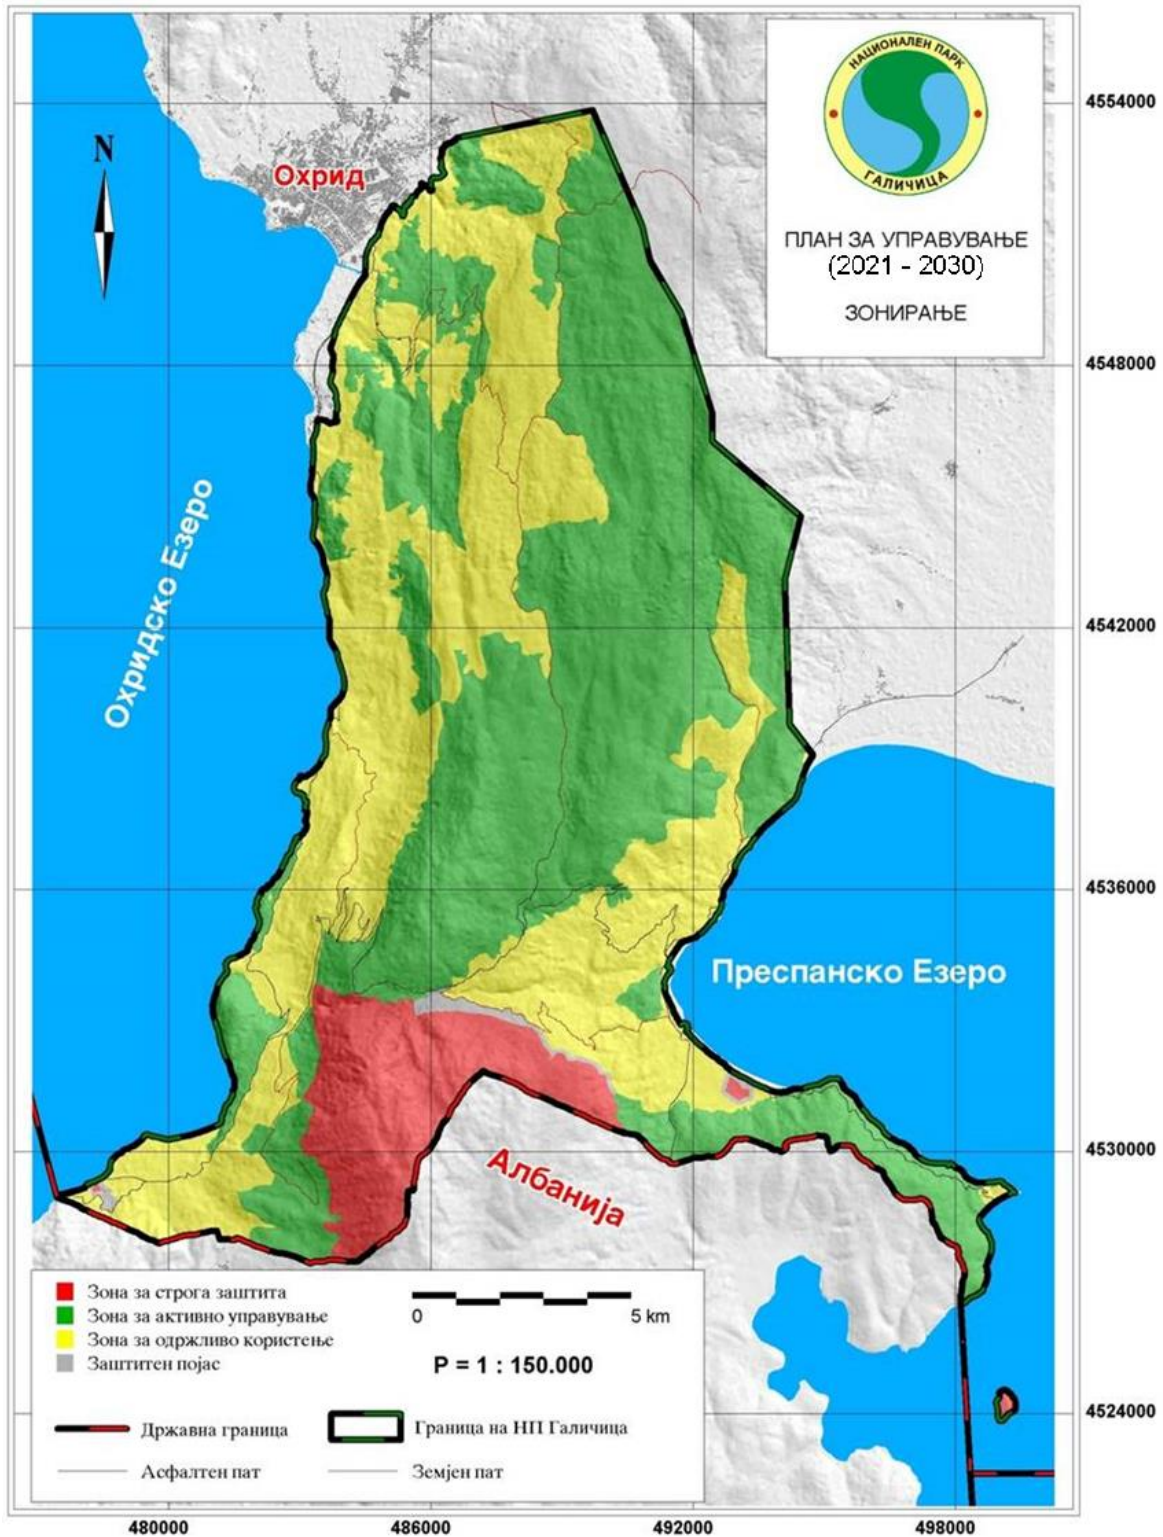 НАЦИОНАЛЕН ПАРК
ГАЛИЧИЦА
ПЛАН ЗА УПРАВУВАЊЕ
(2021 - 2030)
ЗОНИРАЊЕ
N
Охрид
Охридско Езеро
Преспанско Езеро
Албанија
4554000
4548000
4542000
4536000
4530000
4524000
Зона за строга заштита
Зона за активно управување
Зона за одржливо користење
Заштитен појас
0 5 km
Р = 1 : 150.000
Државна граница
Граница на НП Галичица
Асфалтен пат
Земјен пат
480000 486000 492000 498000